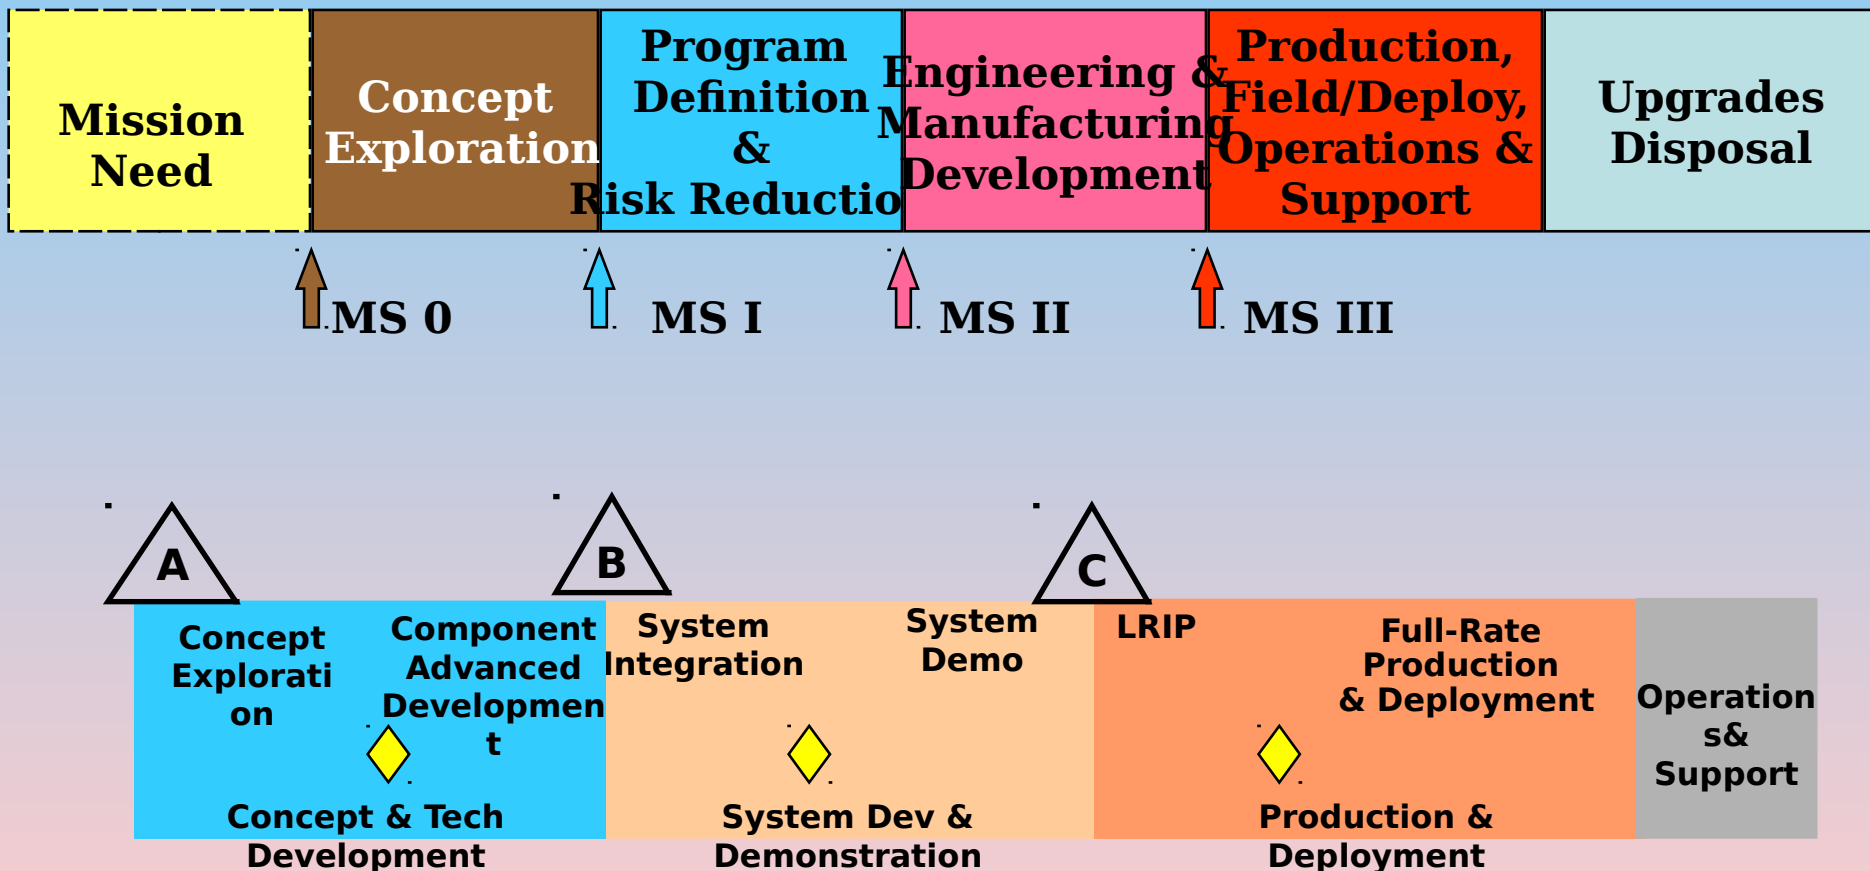 Mission
Need
Concept
Exploration
Program
Definition
&
Risk Reductio
Engineering &
Manufacturing
Development
Production,
Field/Deploy,
Operations &
Support
Upgrades
Disposal
MS 0
MS I
MS II
MS III
A
B
C
Concept
Explorati
on
Component
Advanced
Developmen
t
System
Integration
System
Demo
LRIP
Full-Rate
Production
& Deployment
Operation
s&
Support
Concept & Tech
Development
System Dev &
Demonstration
Production &
Deployment